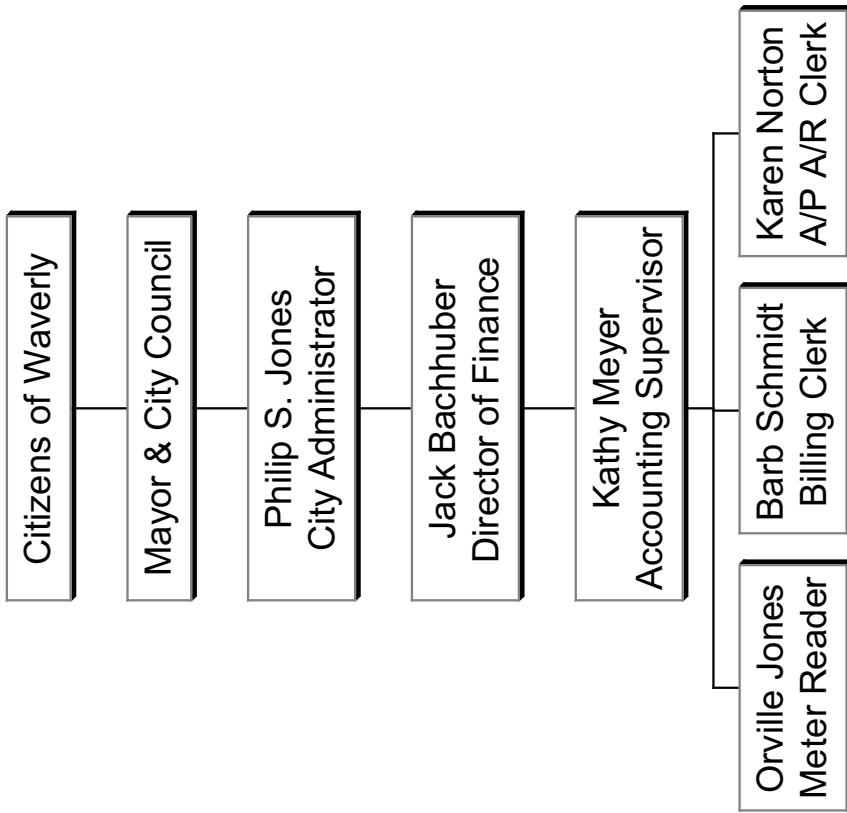 Citizens of Waverly
Mayor & City Council
Philip S. Jones
City Administrator
Jack Bachhuber
Director of Finance
Kathy Meyer
Accounting Supervisor
Orville Jones
Meter Reader
Barb Schmidt
Billing Clerk
Karen Norton
A/P A/R Clerk